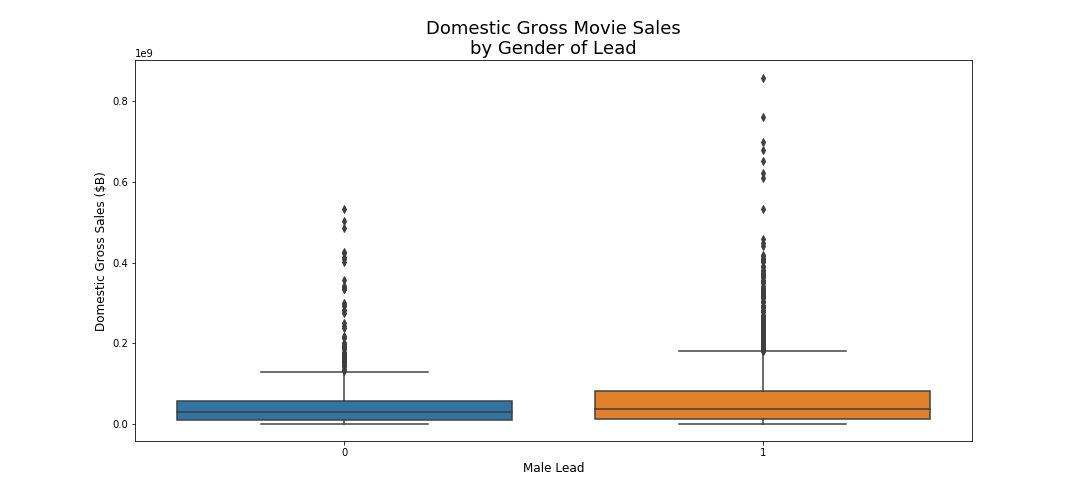 Domestic Gross Movie Sales
by Gender of Lead
1e9
0.8
0.6
0.4
0.2
0.0
Domestic Gross Sales ($B)
0
1
Male Lead